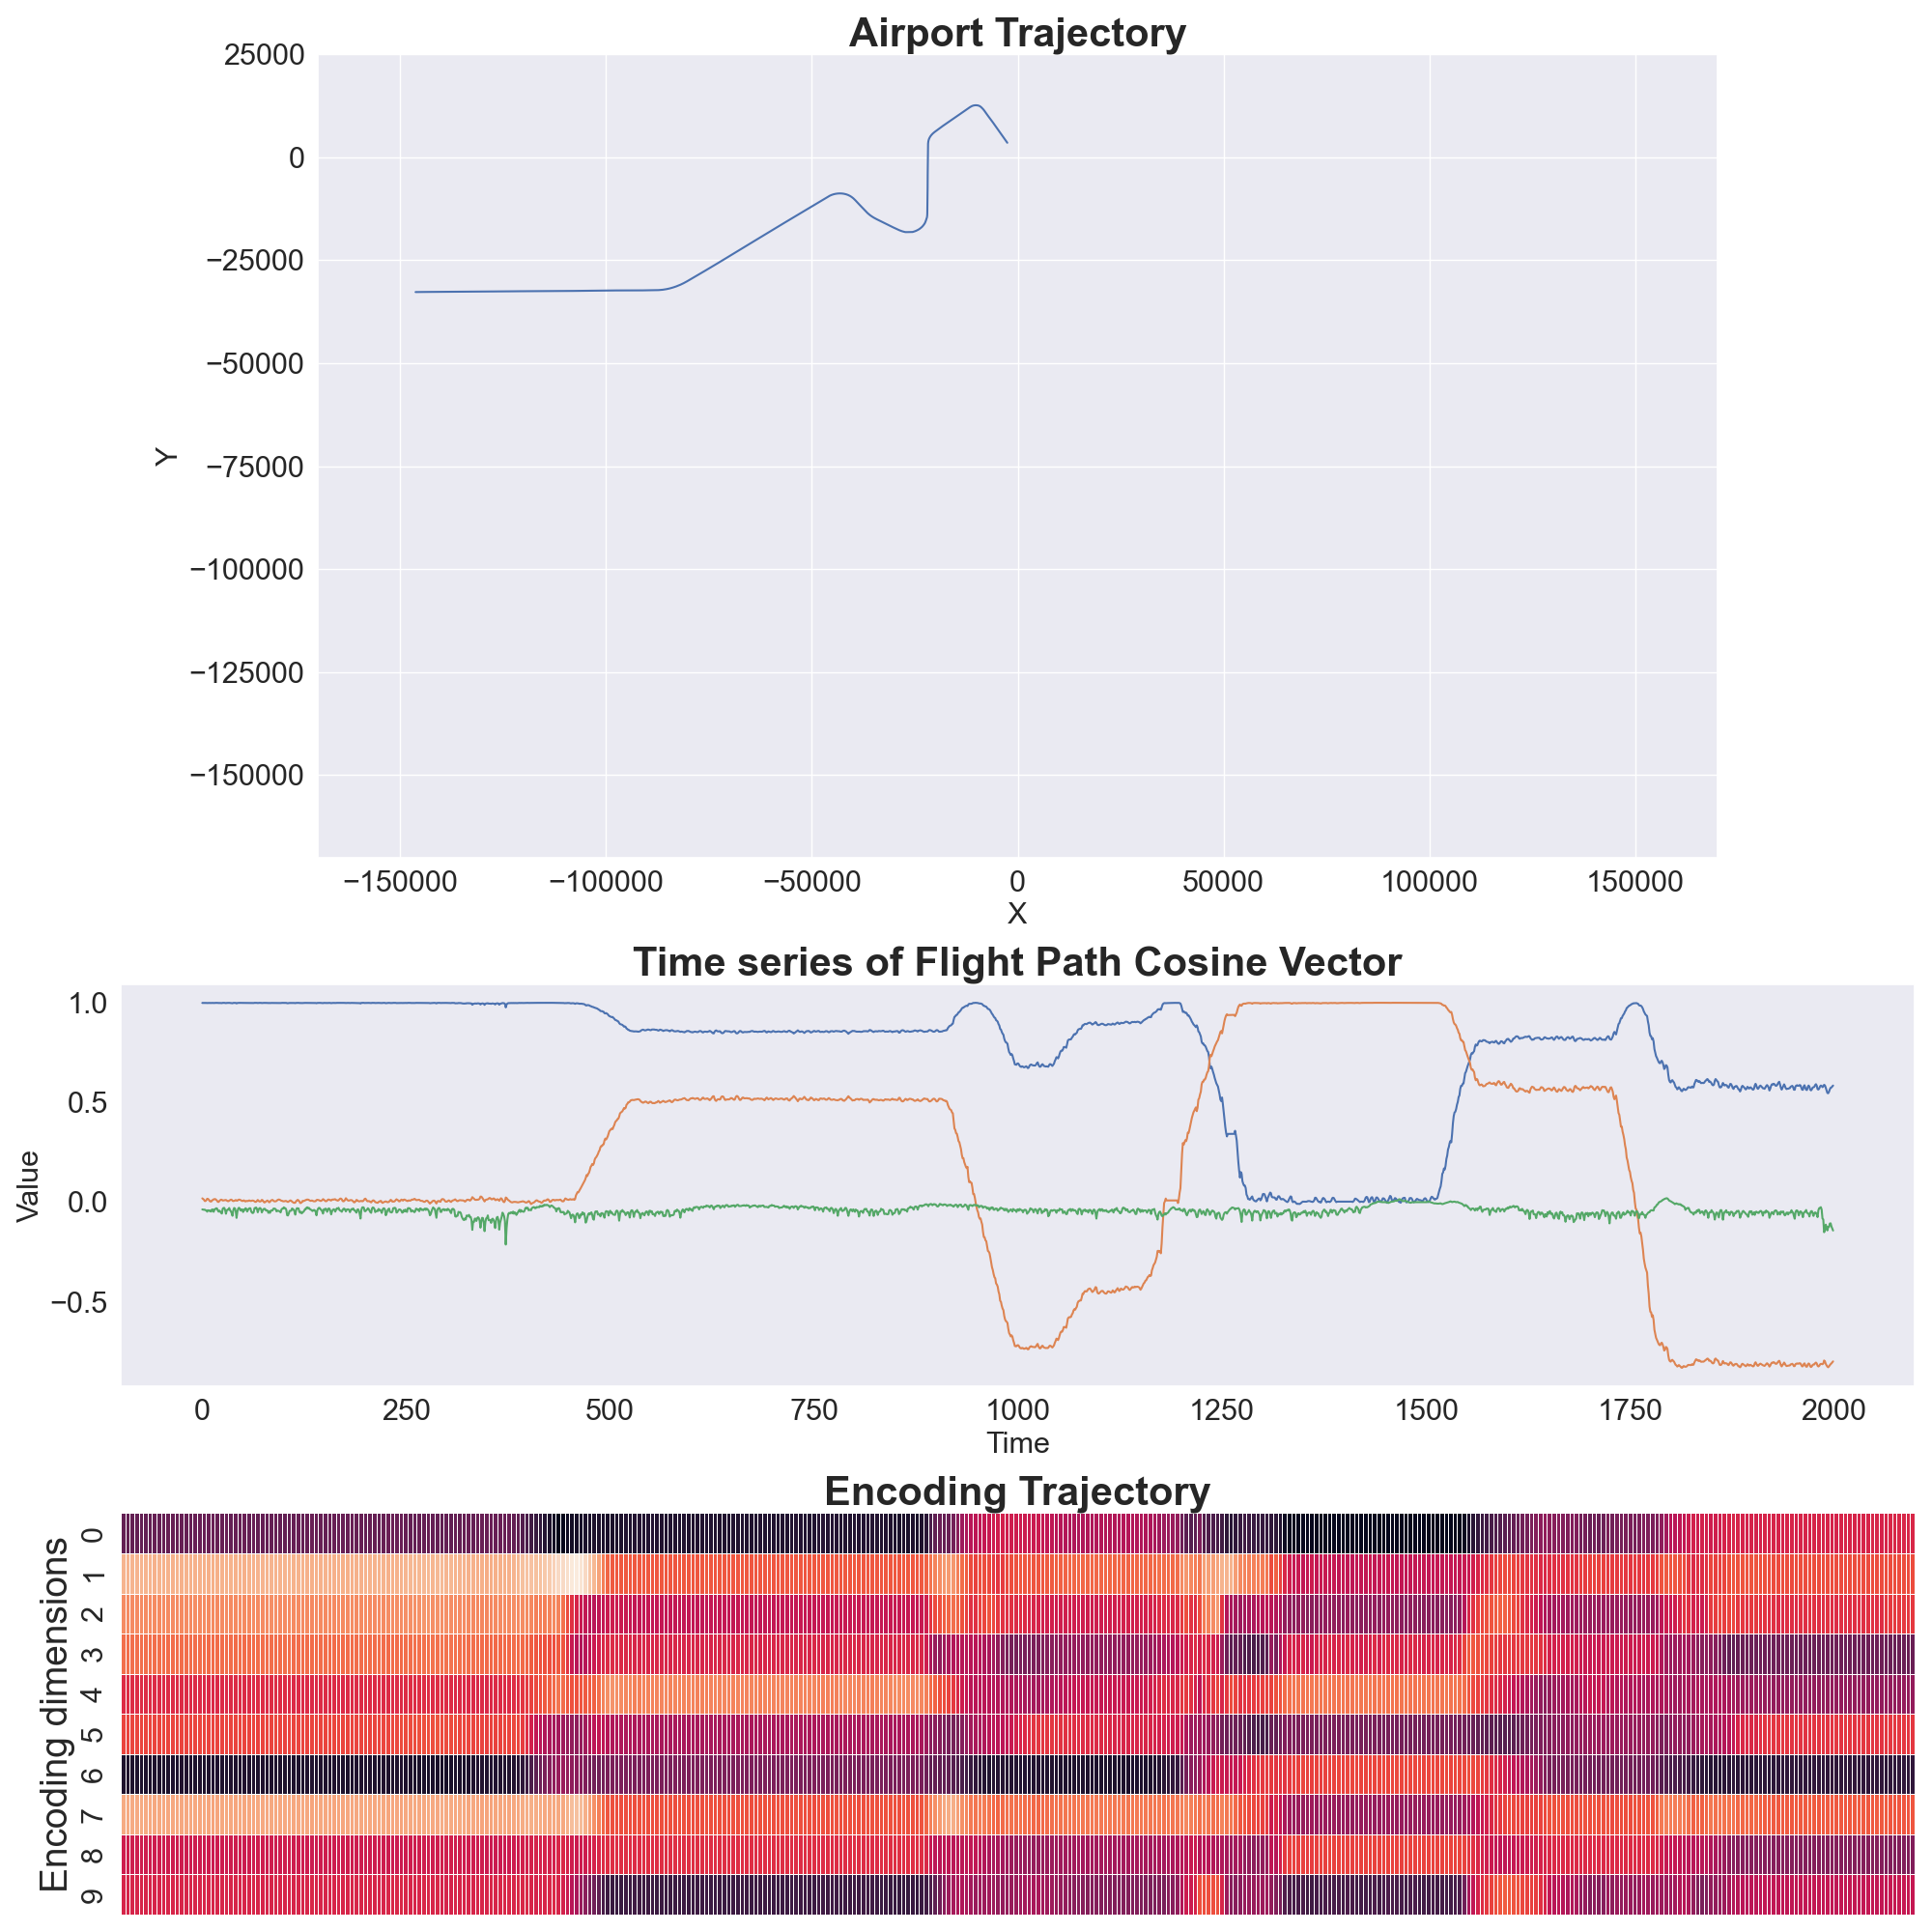 Airport Trajectory
25000
0
−25000
−50000
−75000
−100000
−125000
−150000
Y
−150000 −100000 −50000 0 50000 100000 150000
X
Time series of Flight Path Cosine Vector
1.0
0.5
0.0
−0.5
Value
0 250 500 750 1000 1250 1500 1750 2000
Time
Encoding Trajectory
Encoding dimensions
0
1
2
3
4
5
6
7
8
9